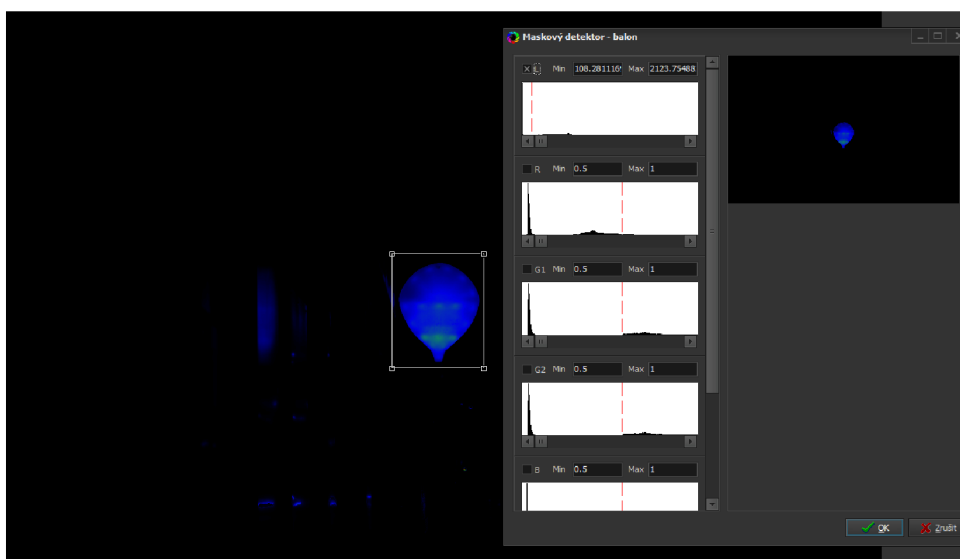 Maskový detektor - balon
L Min 108.281116 Max 2123.75488
R Min 0.5 Max 1
G1 Min 0.5 Max 1
G2 Min 0.5 Max 1
B Min 0.5 Max 1
OK Zrušit